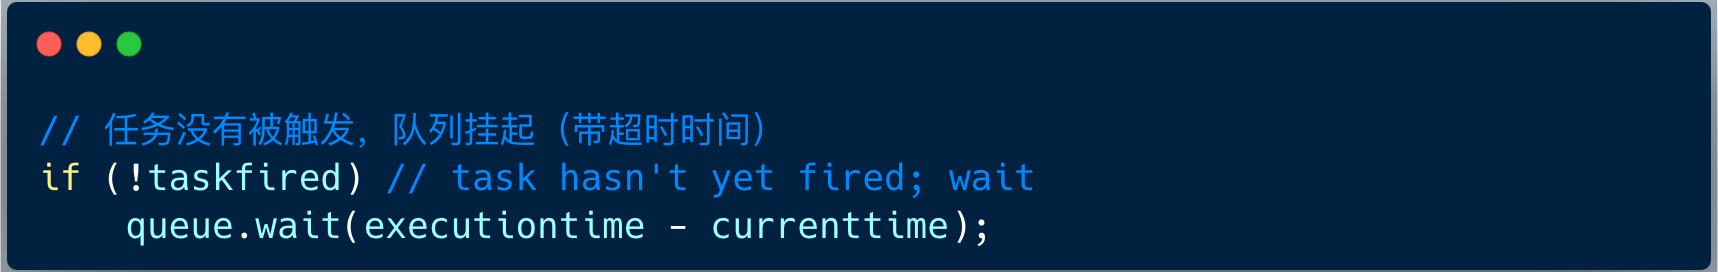 // 任务没有被触发，队列挂起（带超时时间）
if (!taskfired) // task hasn't yet fired; wait
queue.wait(executiontime - currenttime);